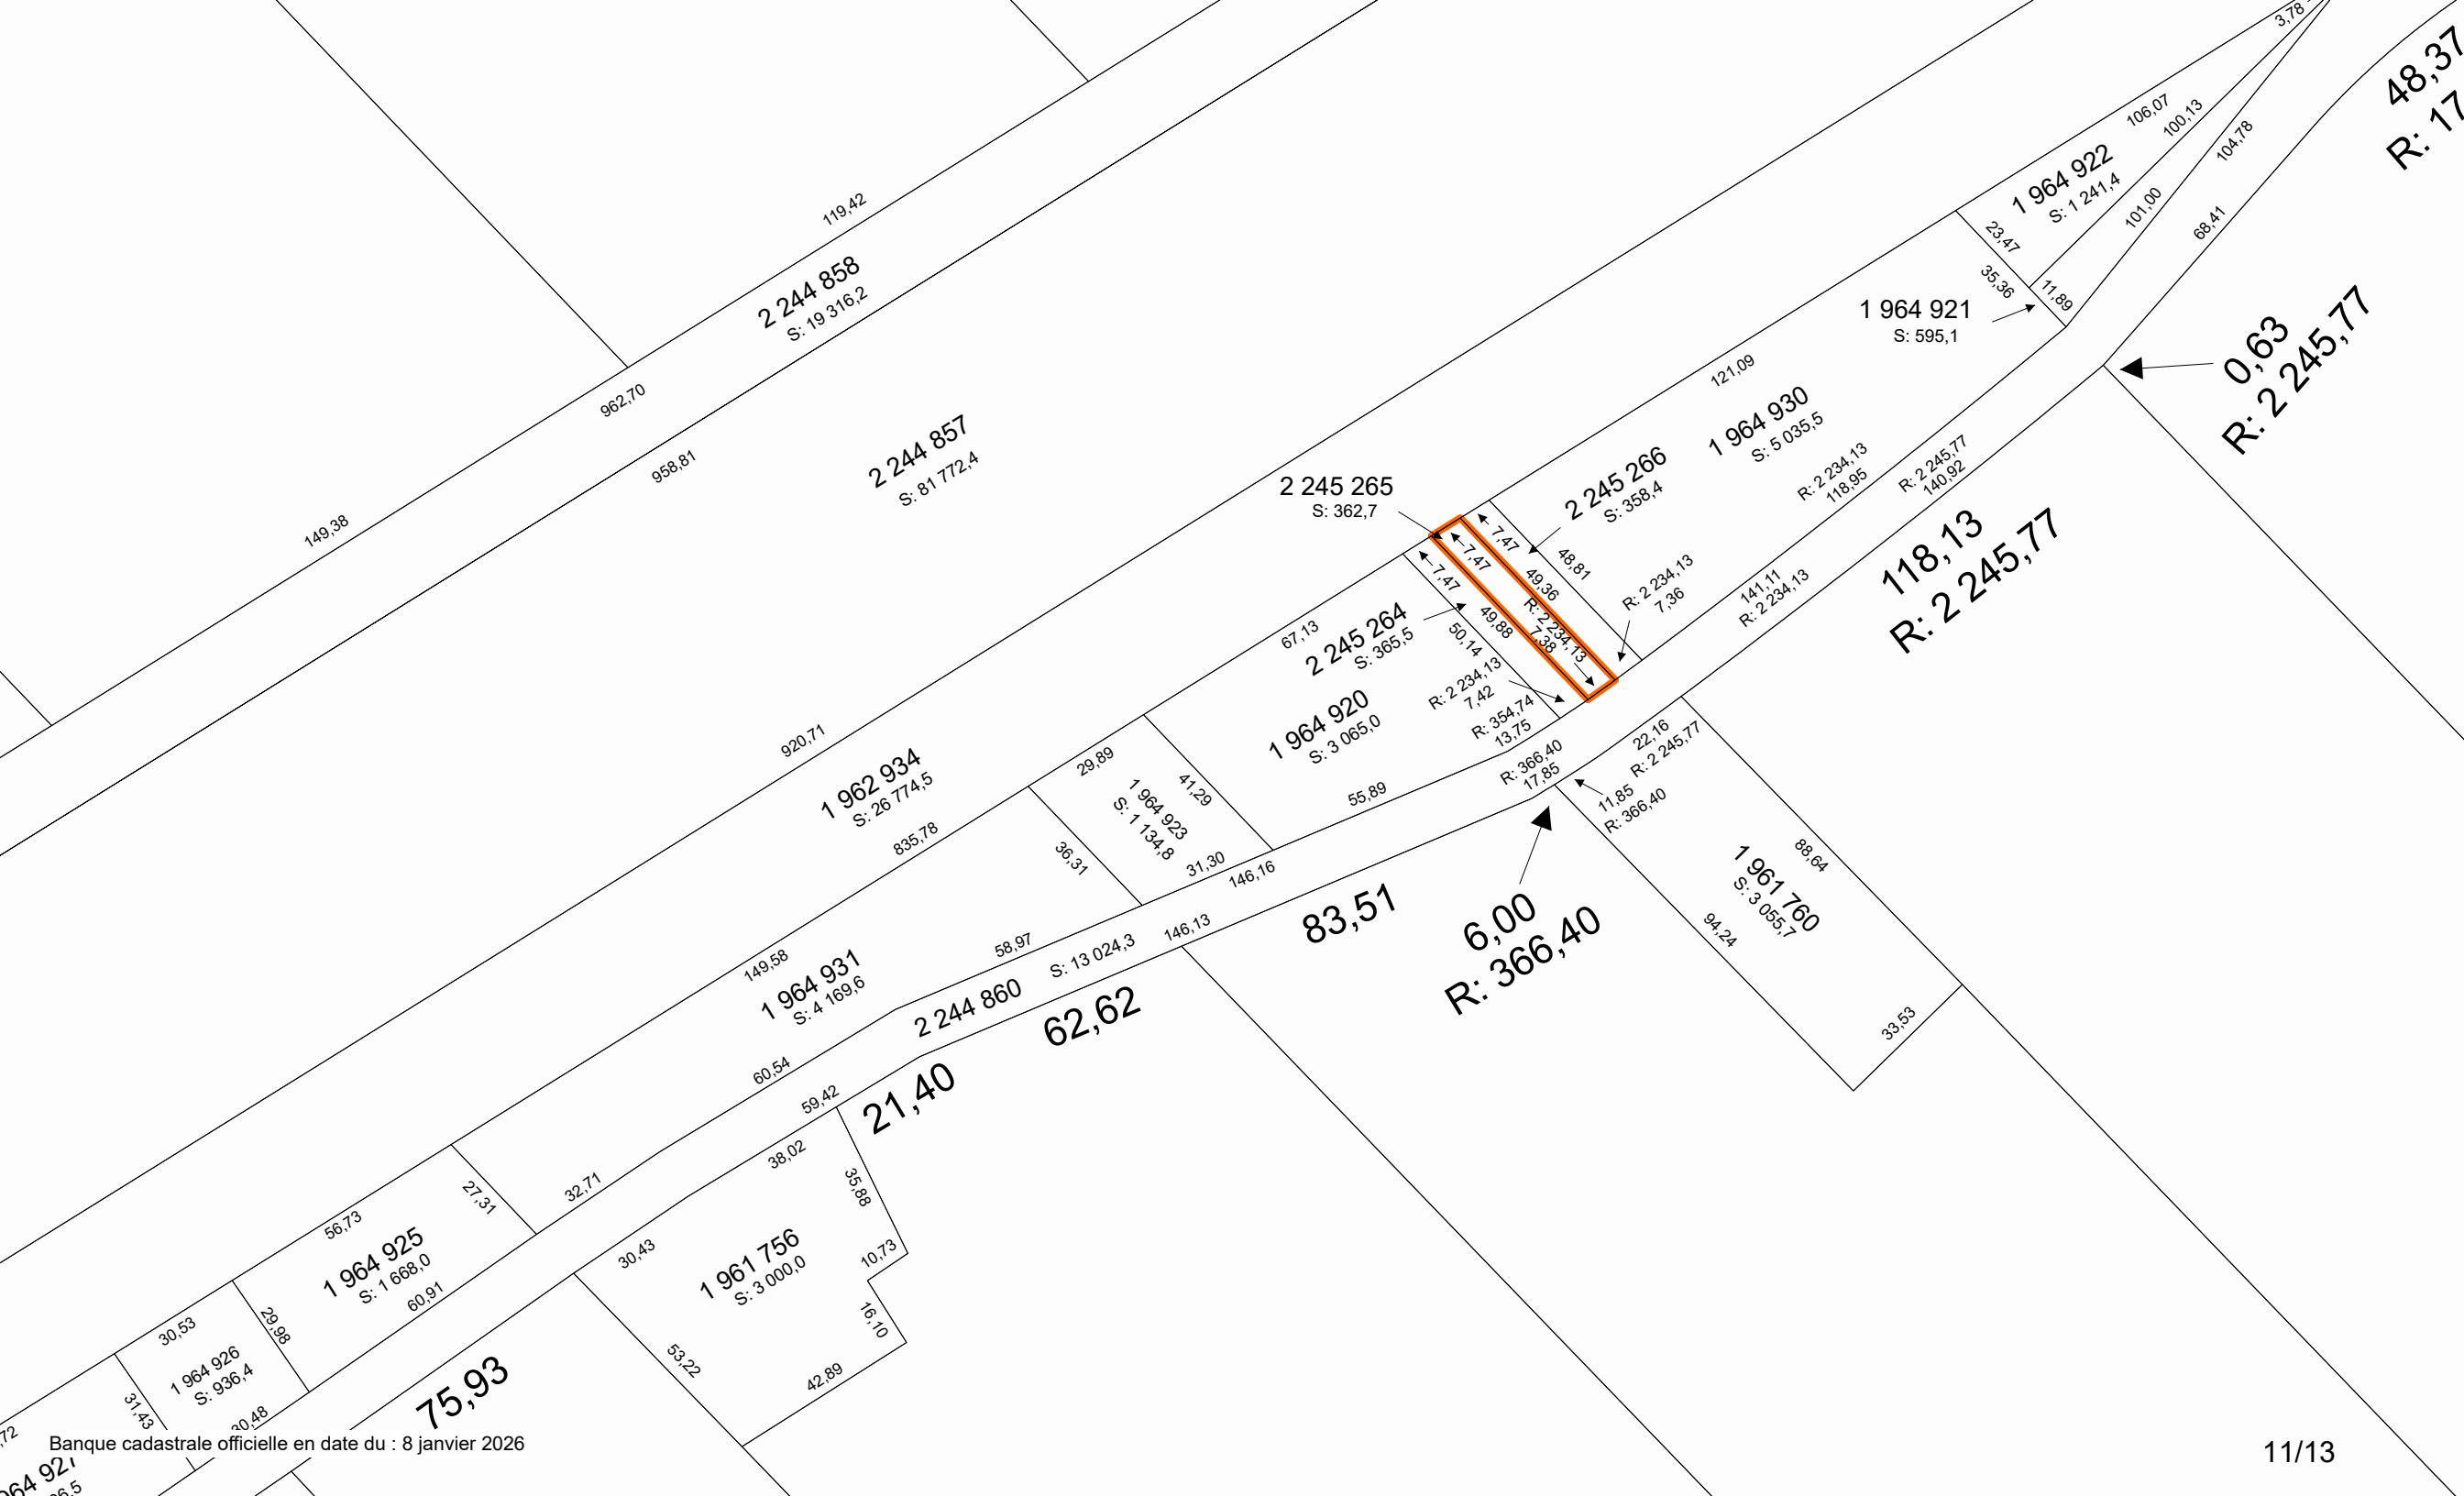 3,78
48,37
R: 17
106,07
100,13
104,78
1 964 922
S: 1 241,4
101,00
68,41
23,47
35,36
11,89
119,42
2 244 858
S: 19 316,2
1 964 921
S: 595,1
0,63
R: 2 245,77
962,70
121,09
958,81
2 244 857
S: 81 772,4
1 964 930
S: 5 035,5
2 245 266
S: 358,4
R: 2 234,13
118,95
R: 2 245,77
140,92
2 245 265
S: 362,7
149,38
118,13
R: 2 245,77
7,47
7,47
7,47
48,81
49,36
R: 2 234,13
7,38
49,88
50,14
R: 2 234,13
7,36
141,11
R: 2 234,13
67,13
2 245 264
S: 365,5
R: 2 234,13
7,42
R: 354,74
13,75
1 964 920
S: 3 065,0
920,71
1 962 934
S: 26 774,5
29,89
41,29
1 964 923
S: 1 134,8
55,89
R: 366,40
17,85
22,16
R: 2 245,77
11,85
R: 366,40
835,78
36,31
31,30
146,16
1 961 760
S: 3 055,7
88,64
94,24
33,53
83,51
6,00
R: 366,40
146,13
58,97
S: 13 024,3
2 244 860
62,62
149,58
1 964 931
S: 4 169,6
60,54
59,42
21,40
38,02
35,88
32,71
27,31
56,73
1 964 925
S: 1 668,0
60,91
30,43
1 961 756
S: 3 000,0
10,73
16,10
42,89
53,22
30,53
29,98
1 964 926
S: 936,4
31,43
30,48
75,93
,72
Banque cadastrale officielle en date du : 8 janvier 2026
964 927
6,5
11/13